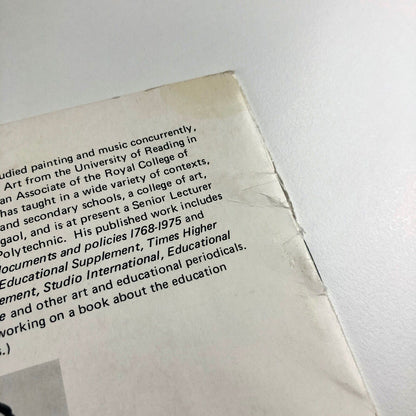 udied painting and music concurrently,
Art from the University of Reading in
an Associate of the Royal College of
has taught in a wide variety of contexts,
and secondary schools, a college of art,
gaol, and is at present a Senior Lecturer
Polytechnic. His published work includes
ocuments and policies 1768-1975 and
Educational Supplement, Times Higher
ement, Studio International, Educational
e and other art and educational periodicals.
working on a book about the education
s.)